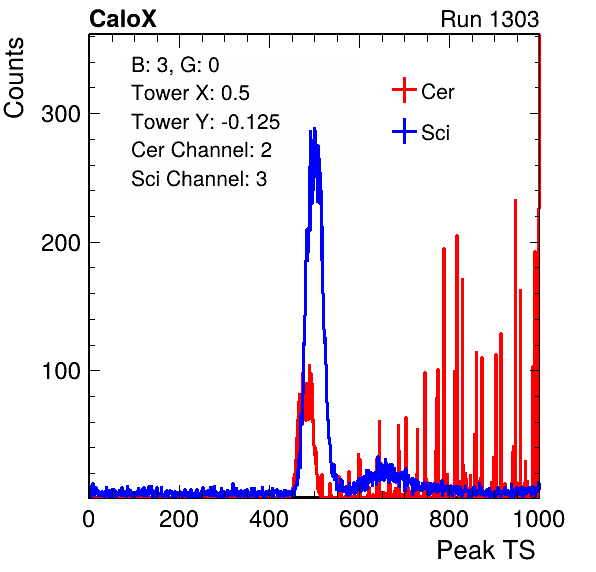 CaloX Run 1303
Counts
B: 3, G: 0
Tower X: 0.5
Tower Y: -0.125
Cer Channel: 2
Sci Channel: 3
Cer
Sci
300
200
100
0 200 400 600 800 1000
Peak TS